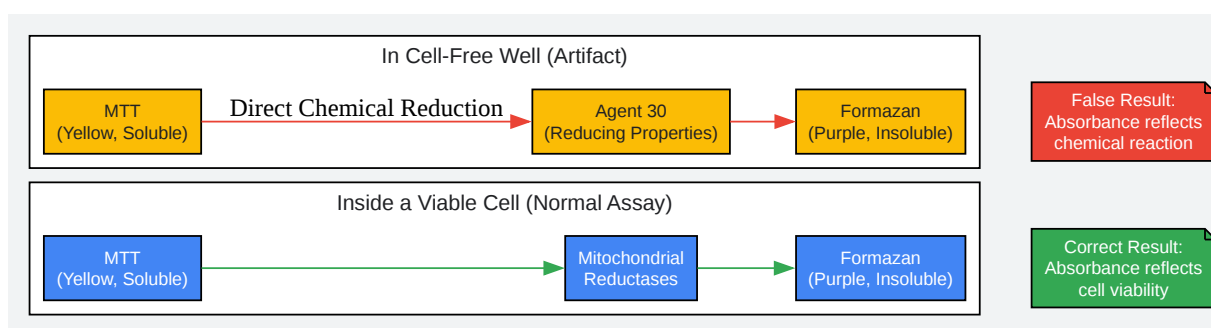 In Cell-Free Well (Artifact)
MTT
(Yellow, Soluble)
Direct Chemical Reduction
Agent 30
(Reducing Properties)
Formazan
(Purple, Insoluble)
False Result:
Absorbance reflects
chemical reaction
Inside a Viable Cell (Normal Assay)
MTT
(Yellow, Soluble)
Mitochondrial
Reductases
Formazan
(Purple, Insoluble)
Correct Result:
Absorbance reflects
cell viability